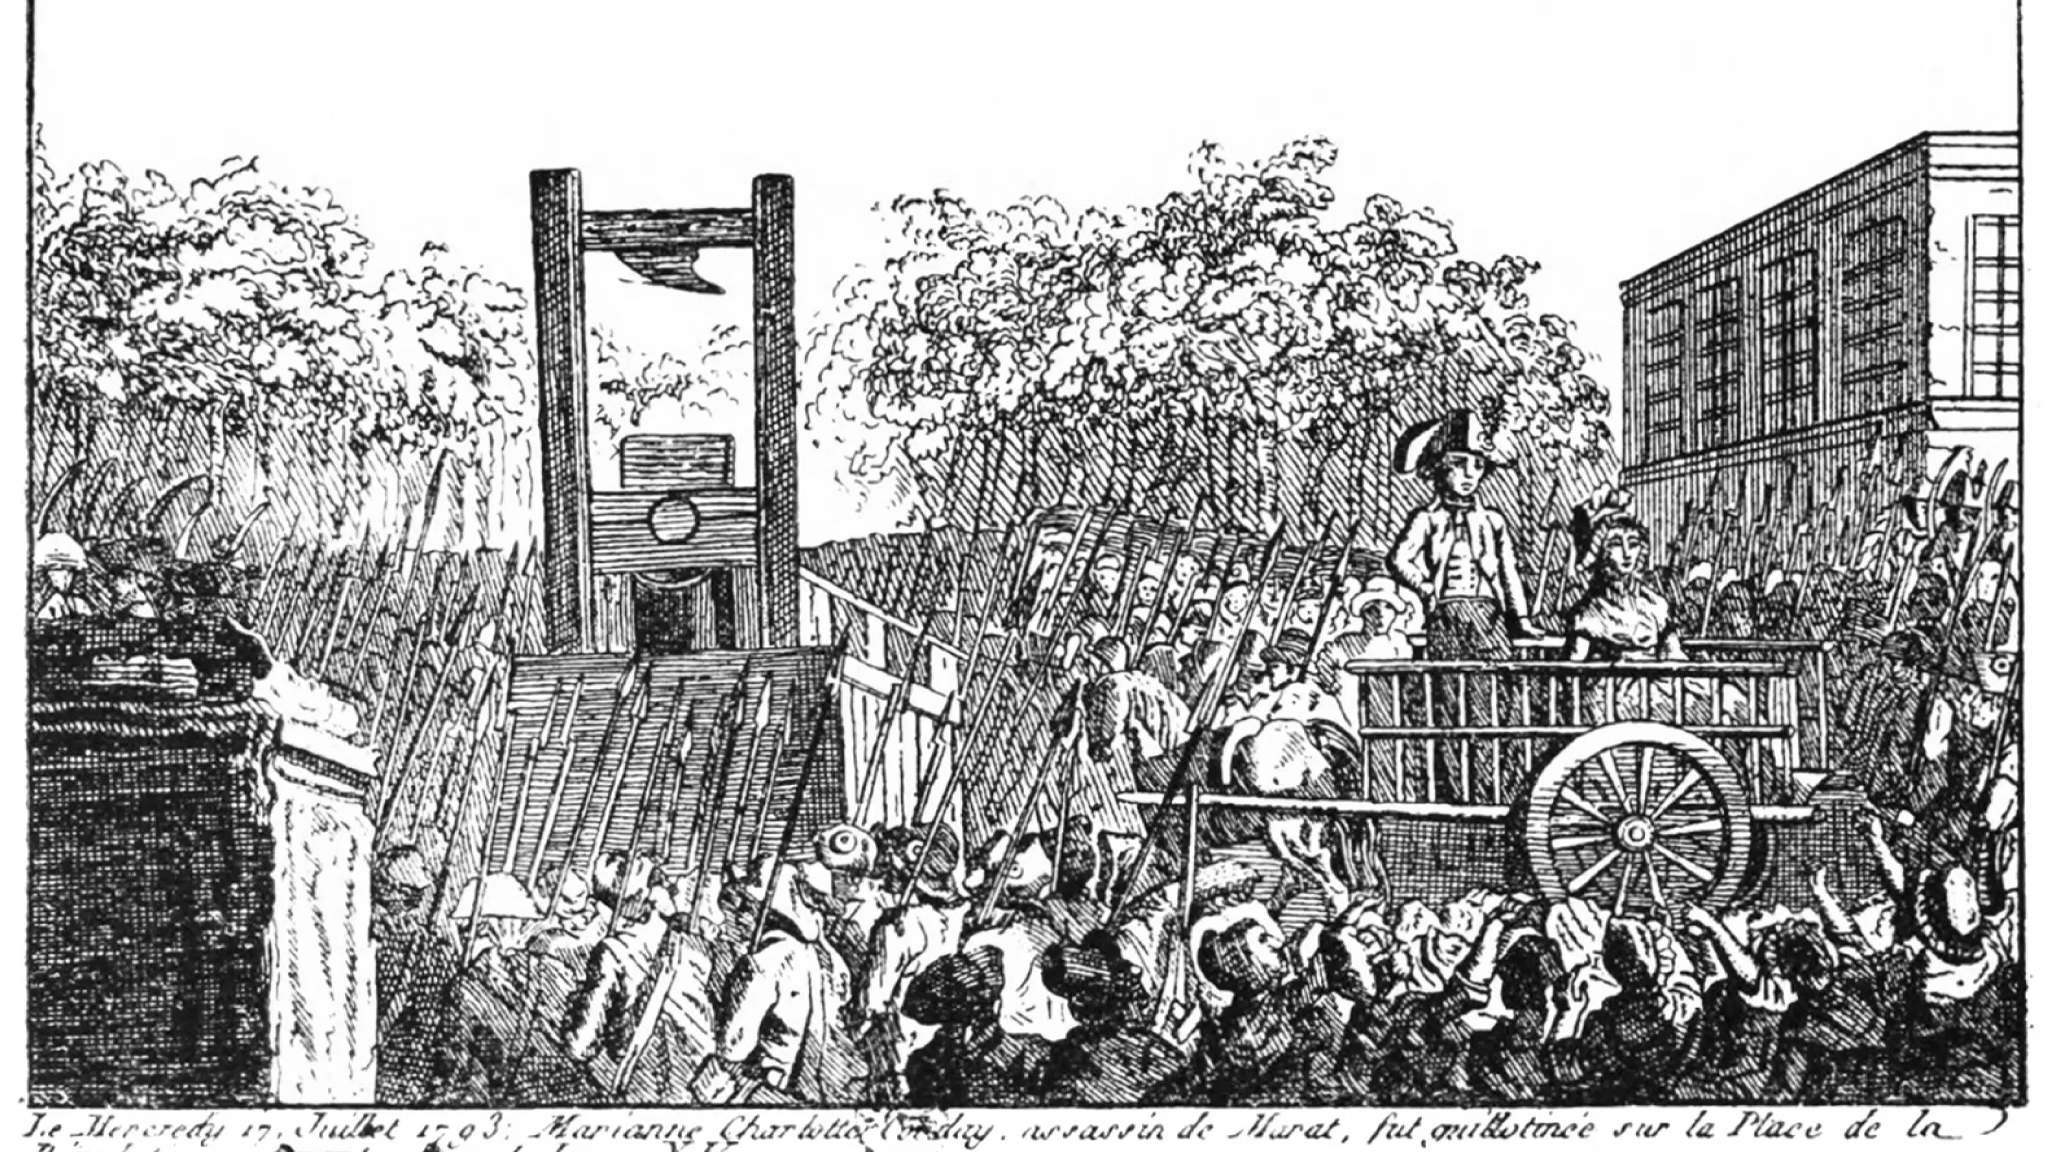 Le Mercredy 17, Juillet 1793; Marianne Charlotte Corday, assassin de Marat, fut guillotinée sur la Place de la